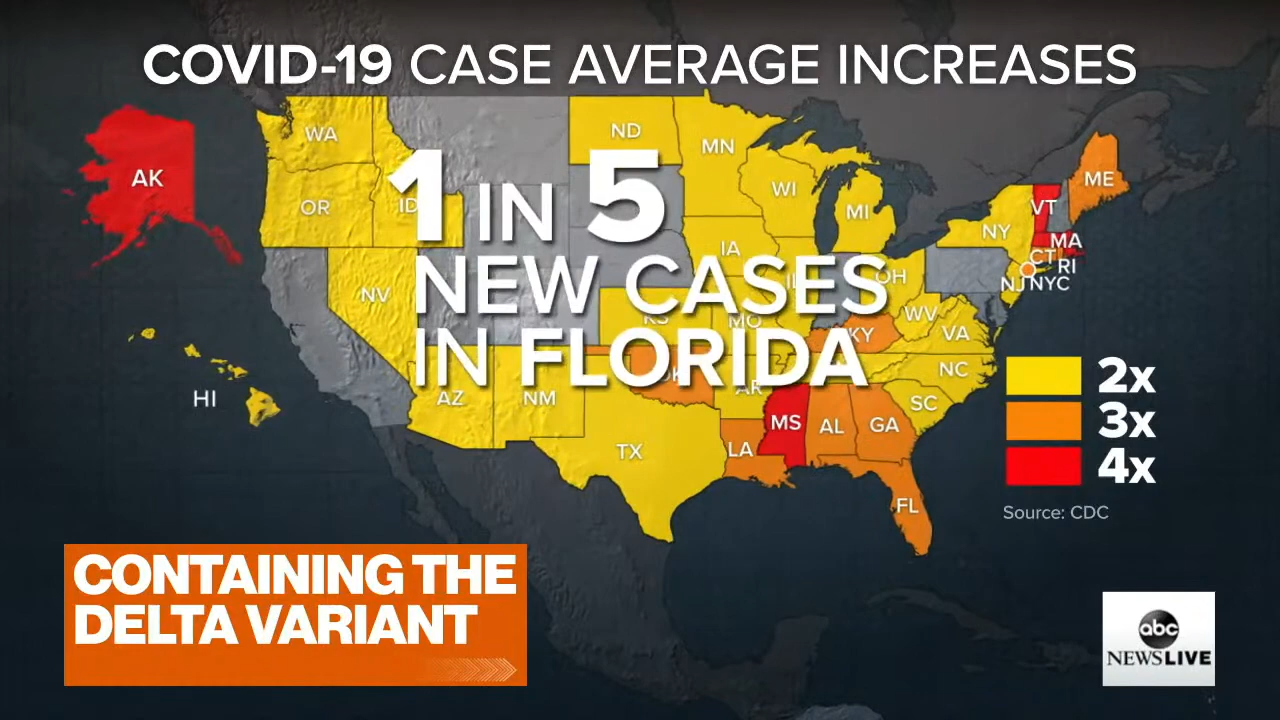 COVID-19 CASE AVERAGE INCREASES
1 IN 5
NEW CASES
IN FLORIDA
AK
WA
OR
ID
NV
HI
AZ
NM
ND
MN
WI
MI
IA
KS
MO
OK
AR
TX
LA
MS
AL
GA
FL
SC
NC
VA
WV
KY
OH
NY
VT
ME
MA
CT
RI
NJ
NYC
2x
3x
4x
Source: CDC
CONTAINING THE
DELTA VARIANT
abc
NEWSLIVE